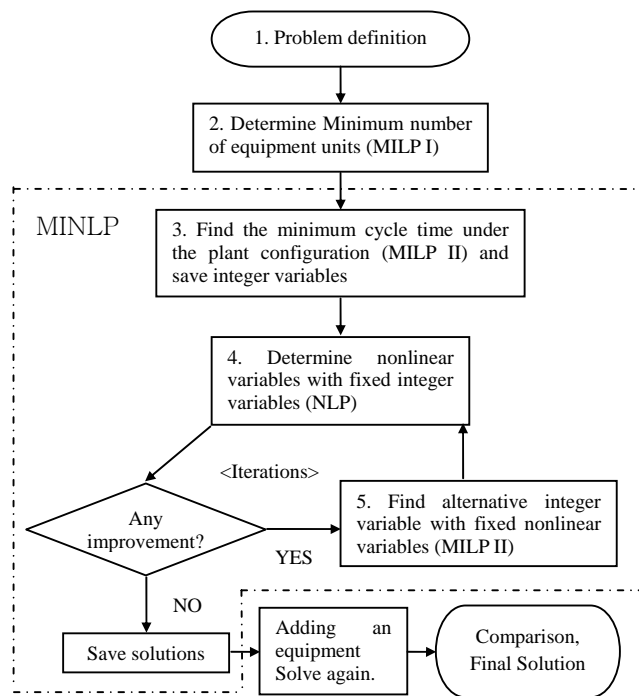 1. Problem definition
2. Determine Minimum number
of equipment units (MILP I)
MINLP
3. Find the minimum cycle time under
the plant configuration (MILP II) and
save integer variables
4. Determine nonlinear
variables with fixed integer
variables (NLP)
<Iterations>
Any
improvement?
YES
5. Find alternative integer
variable with fixed nonlinear
variables (MILP II)
NO
Save solutions
Adding an
equipment
Solve again.
Comparison,
Final Solution